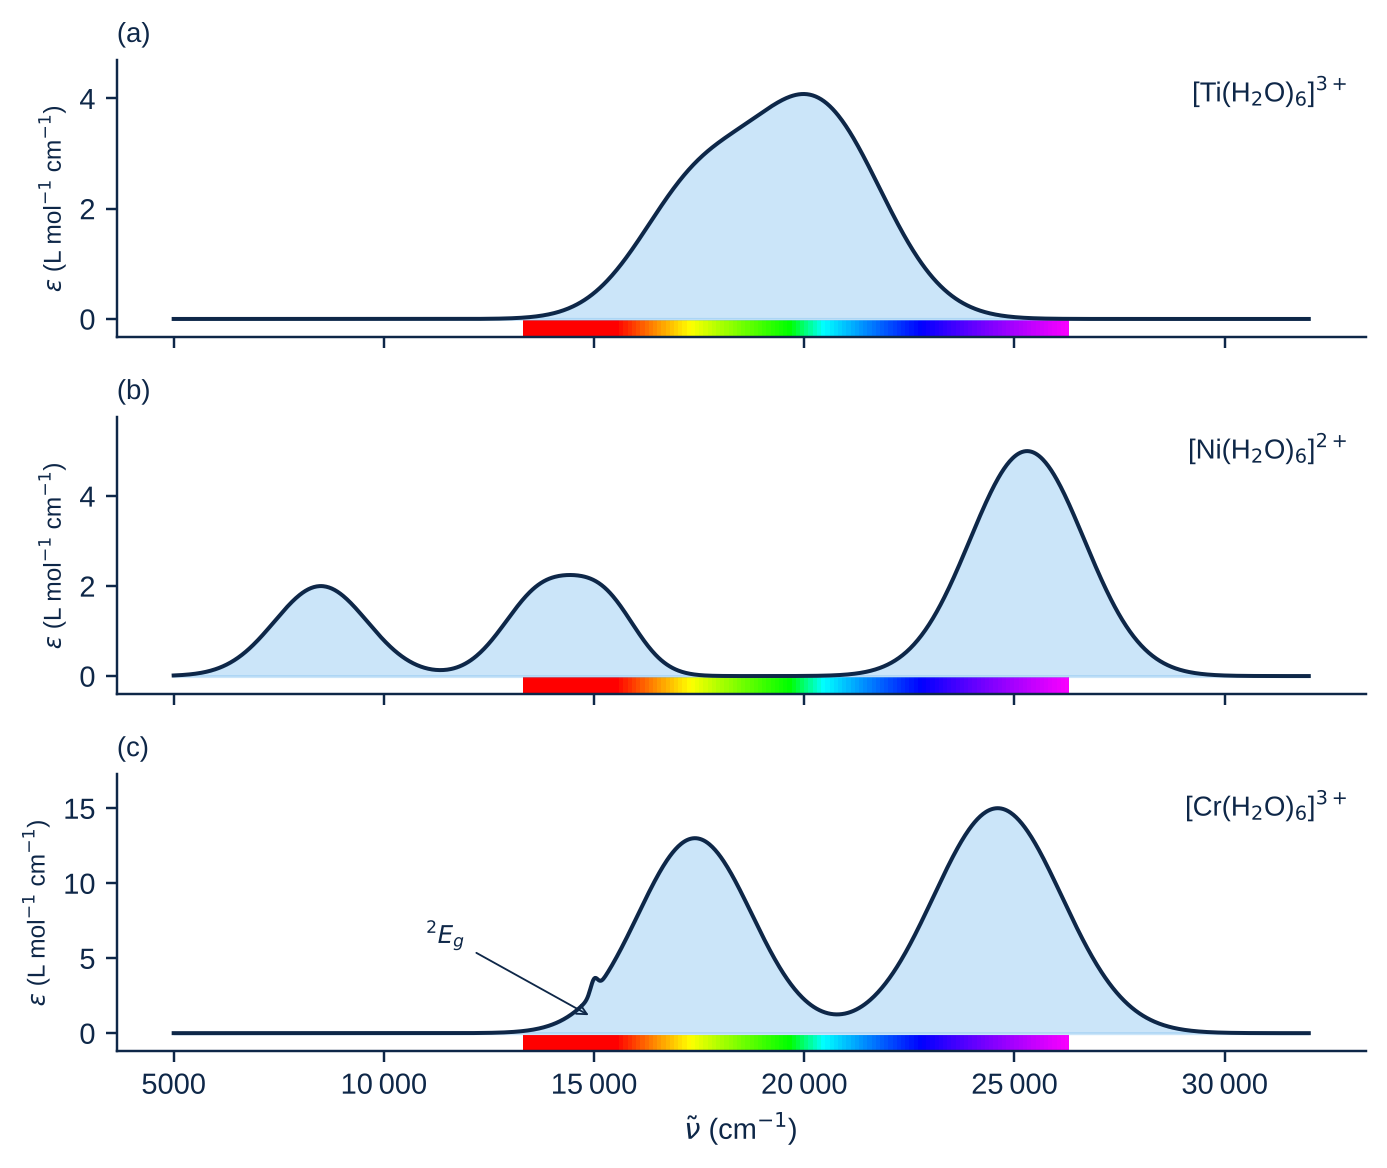 (a)
[Ti(H₂O)₆]³⁺
ε (L mol⁻¹ cm⁻¹)
4
2
0
(b)
[Ni(H₂O)₆]²⁺
ε (L mol⁻¹ cm⁻¹)
4
2
0
(c)
[Cr(H₂O)₆]³⁺
ε (L mol⁻¹ cm⁻¹)
15
10
5
0
²E_g
5000 10 000 15 000 20 000 25 000 30 000
ν̃ (cm⁻¹)